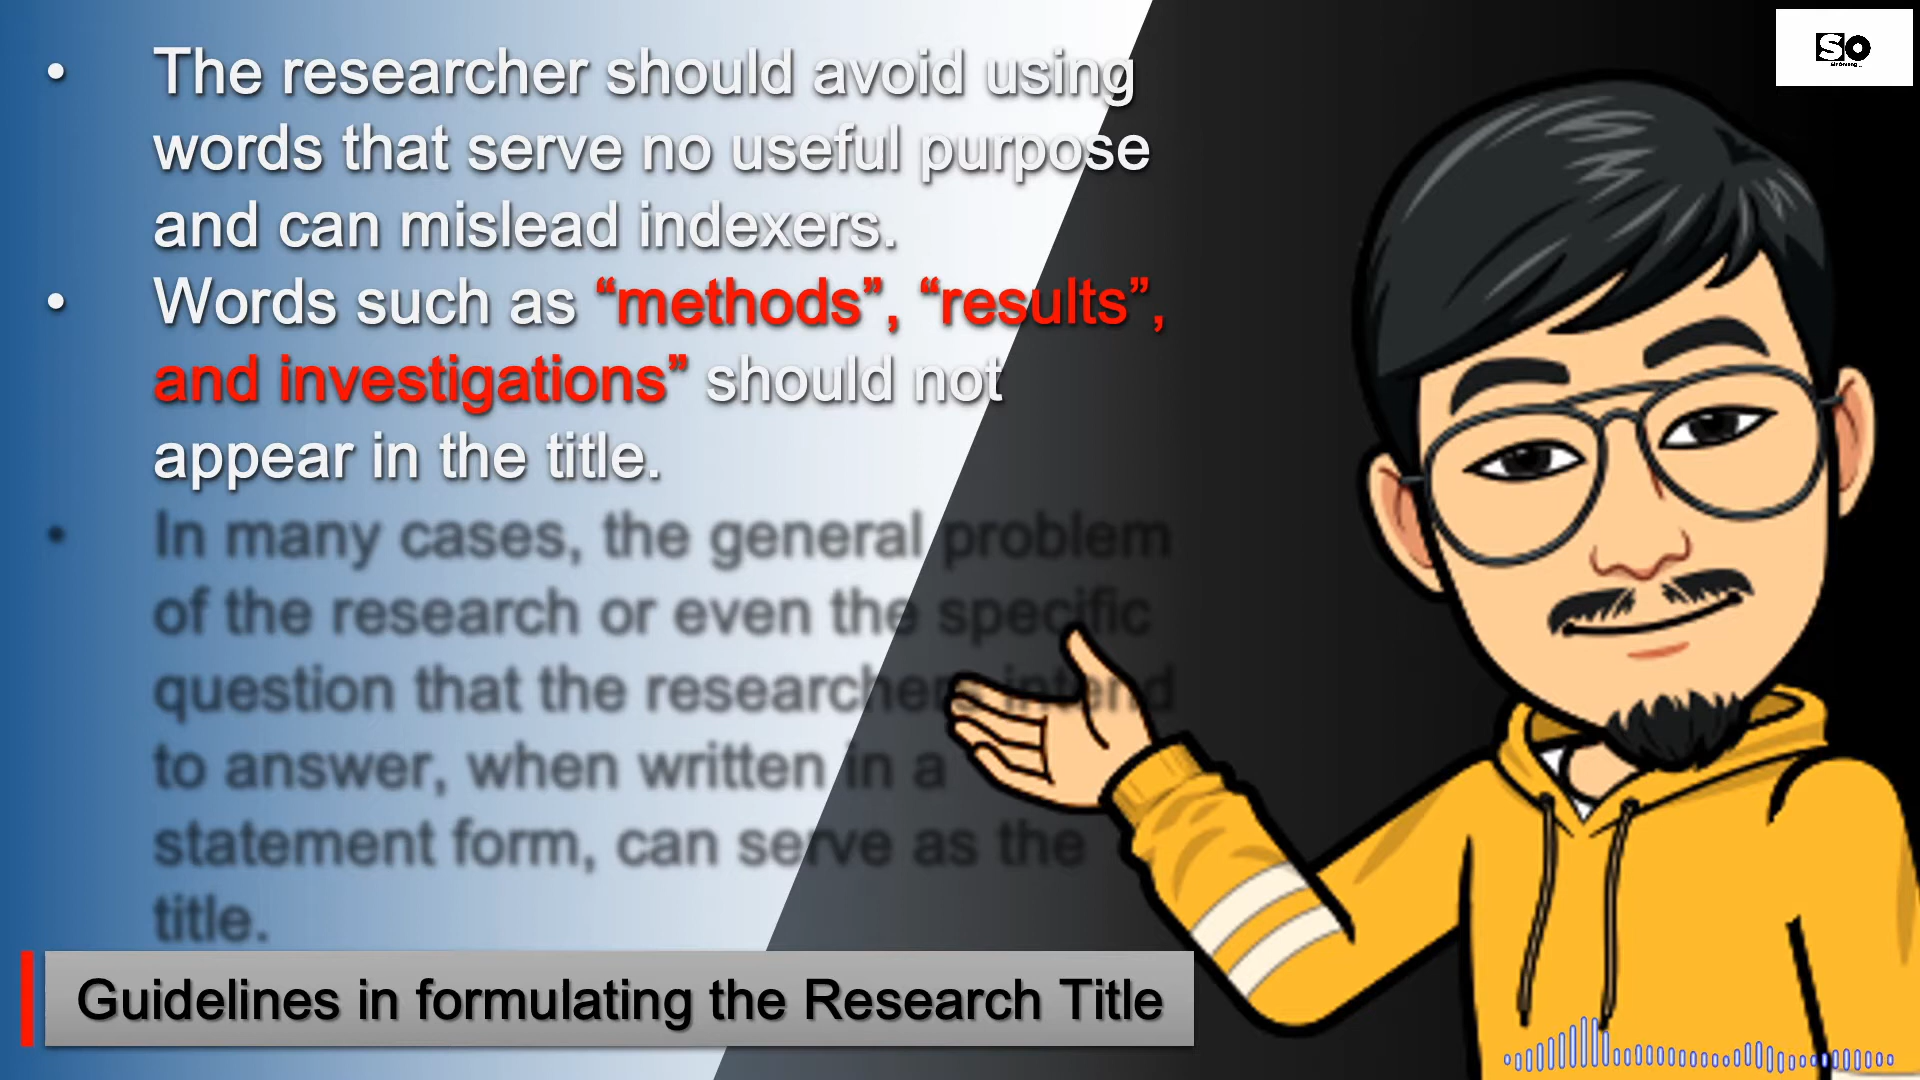 SO
• The researcher should avoid using
words that serve no useful purpose
and can mislead indexers.
• Words such as “methods”, “results”,
and investigations” should not
appear in the title.
• In many cases, the general problem
of the research or even the specific
question that the researchers intend
to answer, when written in a
statement form, can serve as the
title.
Guidelines in formulating the Research Title